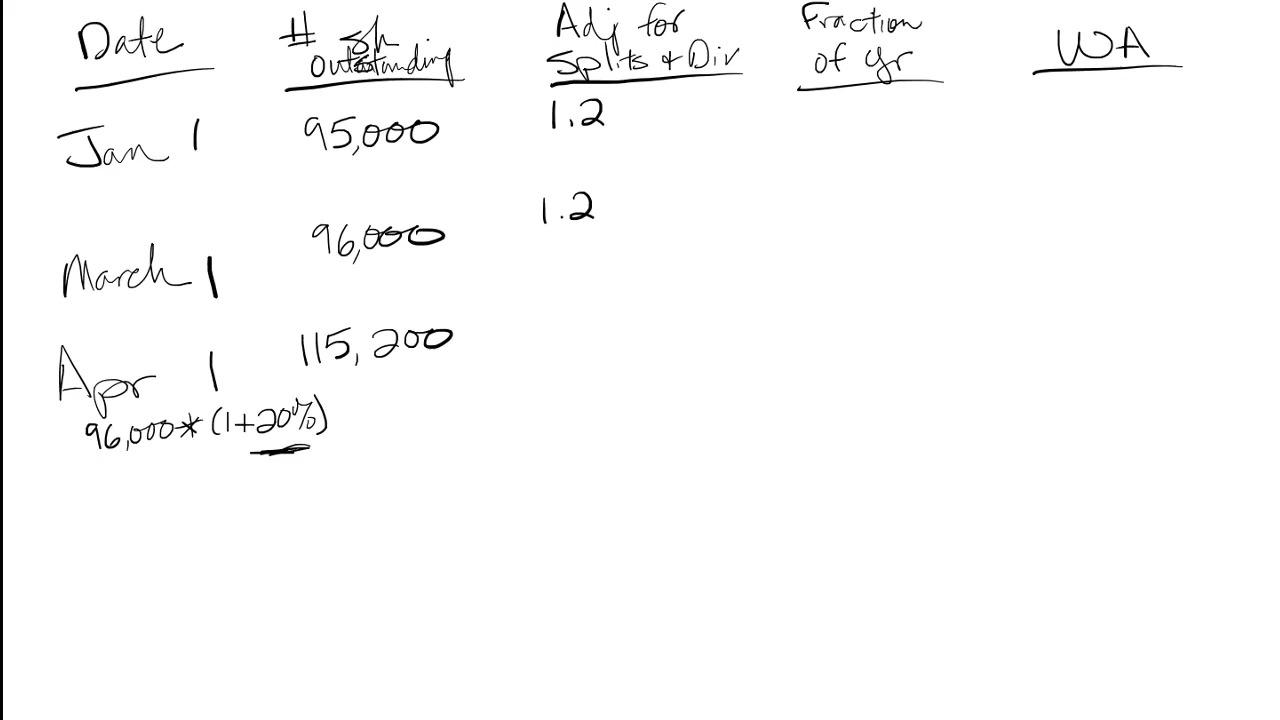 Date # sh Outstanding Adj for Splits + Div Fraction of yr WA
Jan 1 95,000 1.2
March 1 96,000 1.2
Apr 1 115,200
96,000* (1+20%)